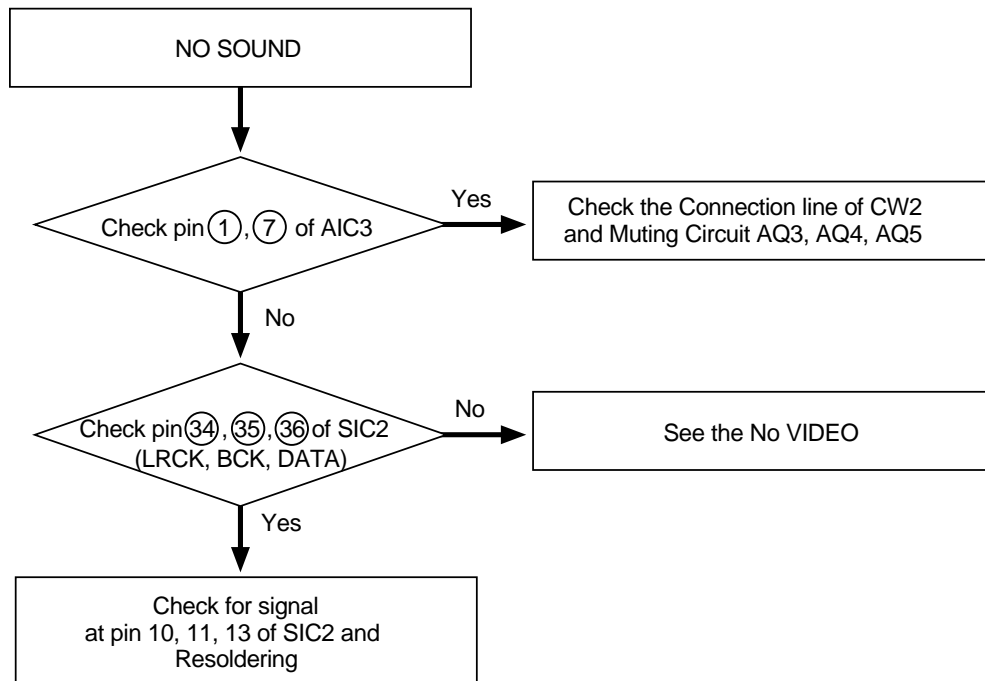 NO SOUND
Check pin 1, 7 of AIC3
Yes
Check the Connection line of CW2
and Muting Circuit AQ3, AQ4, AQ5
No
Check pin 34, 35, 36 of SIC2
(LRCK, BCK, DATA)
No
See the No VIDEO
Yes
Check for signal
at pin 10, 11, 13 of SIC2 and
Resoldering